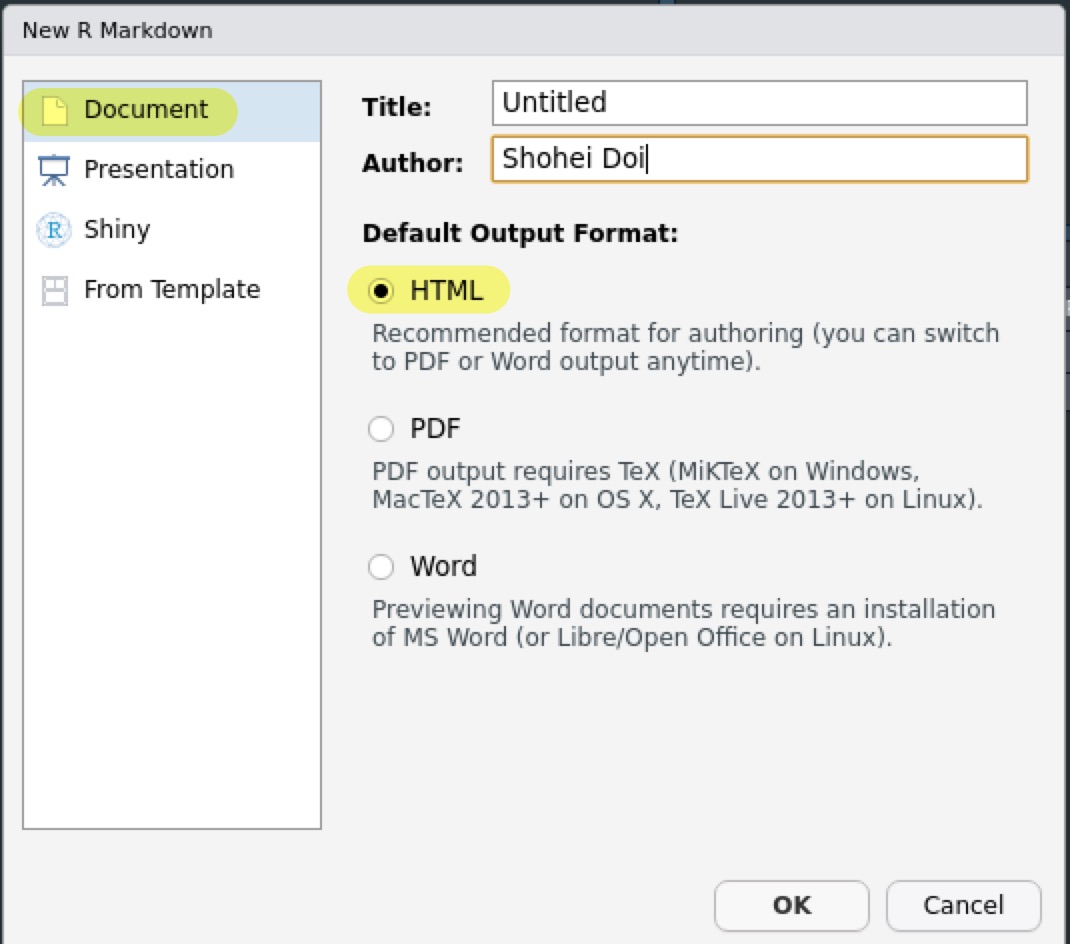 New R Markdown
Document
Presentation
Shiny
From Template
Title:
Untitled
Author:
Shohei Doi
Default Output Format:
HTML
Recommended format for authoring (you can switch
to PDF or Word output anytime).
PDF
PDF output requires TeX (MiKTeX on Windows,
MacTeX 2013+ on OS X, TeX Live 2013+ on Linux).
Word
Previewing Word documents requires an installation
of MS Word (or Libre/Open Office on Linux).
OK
Cancel